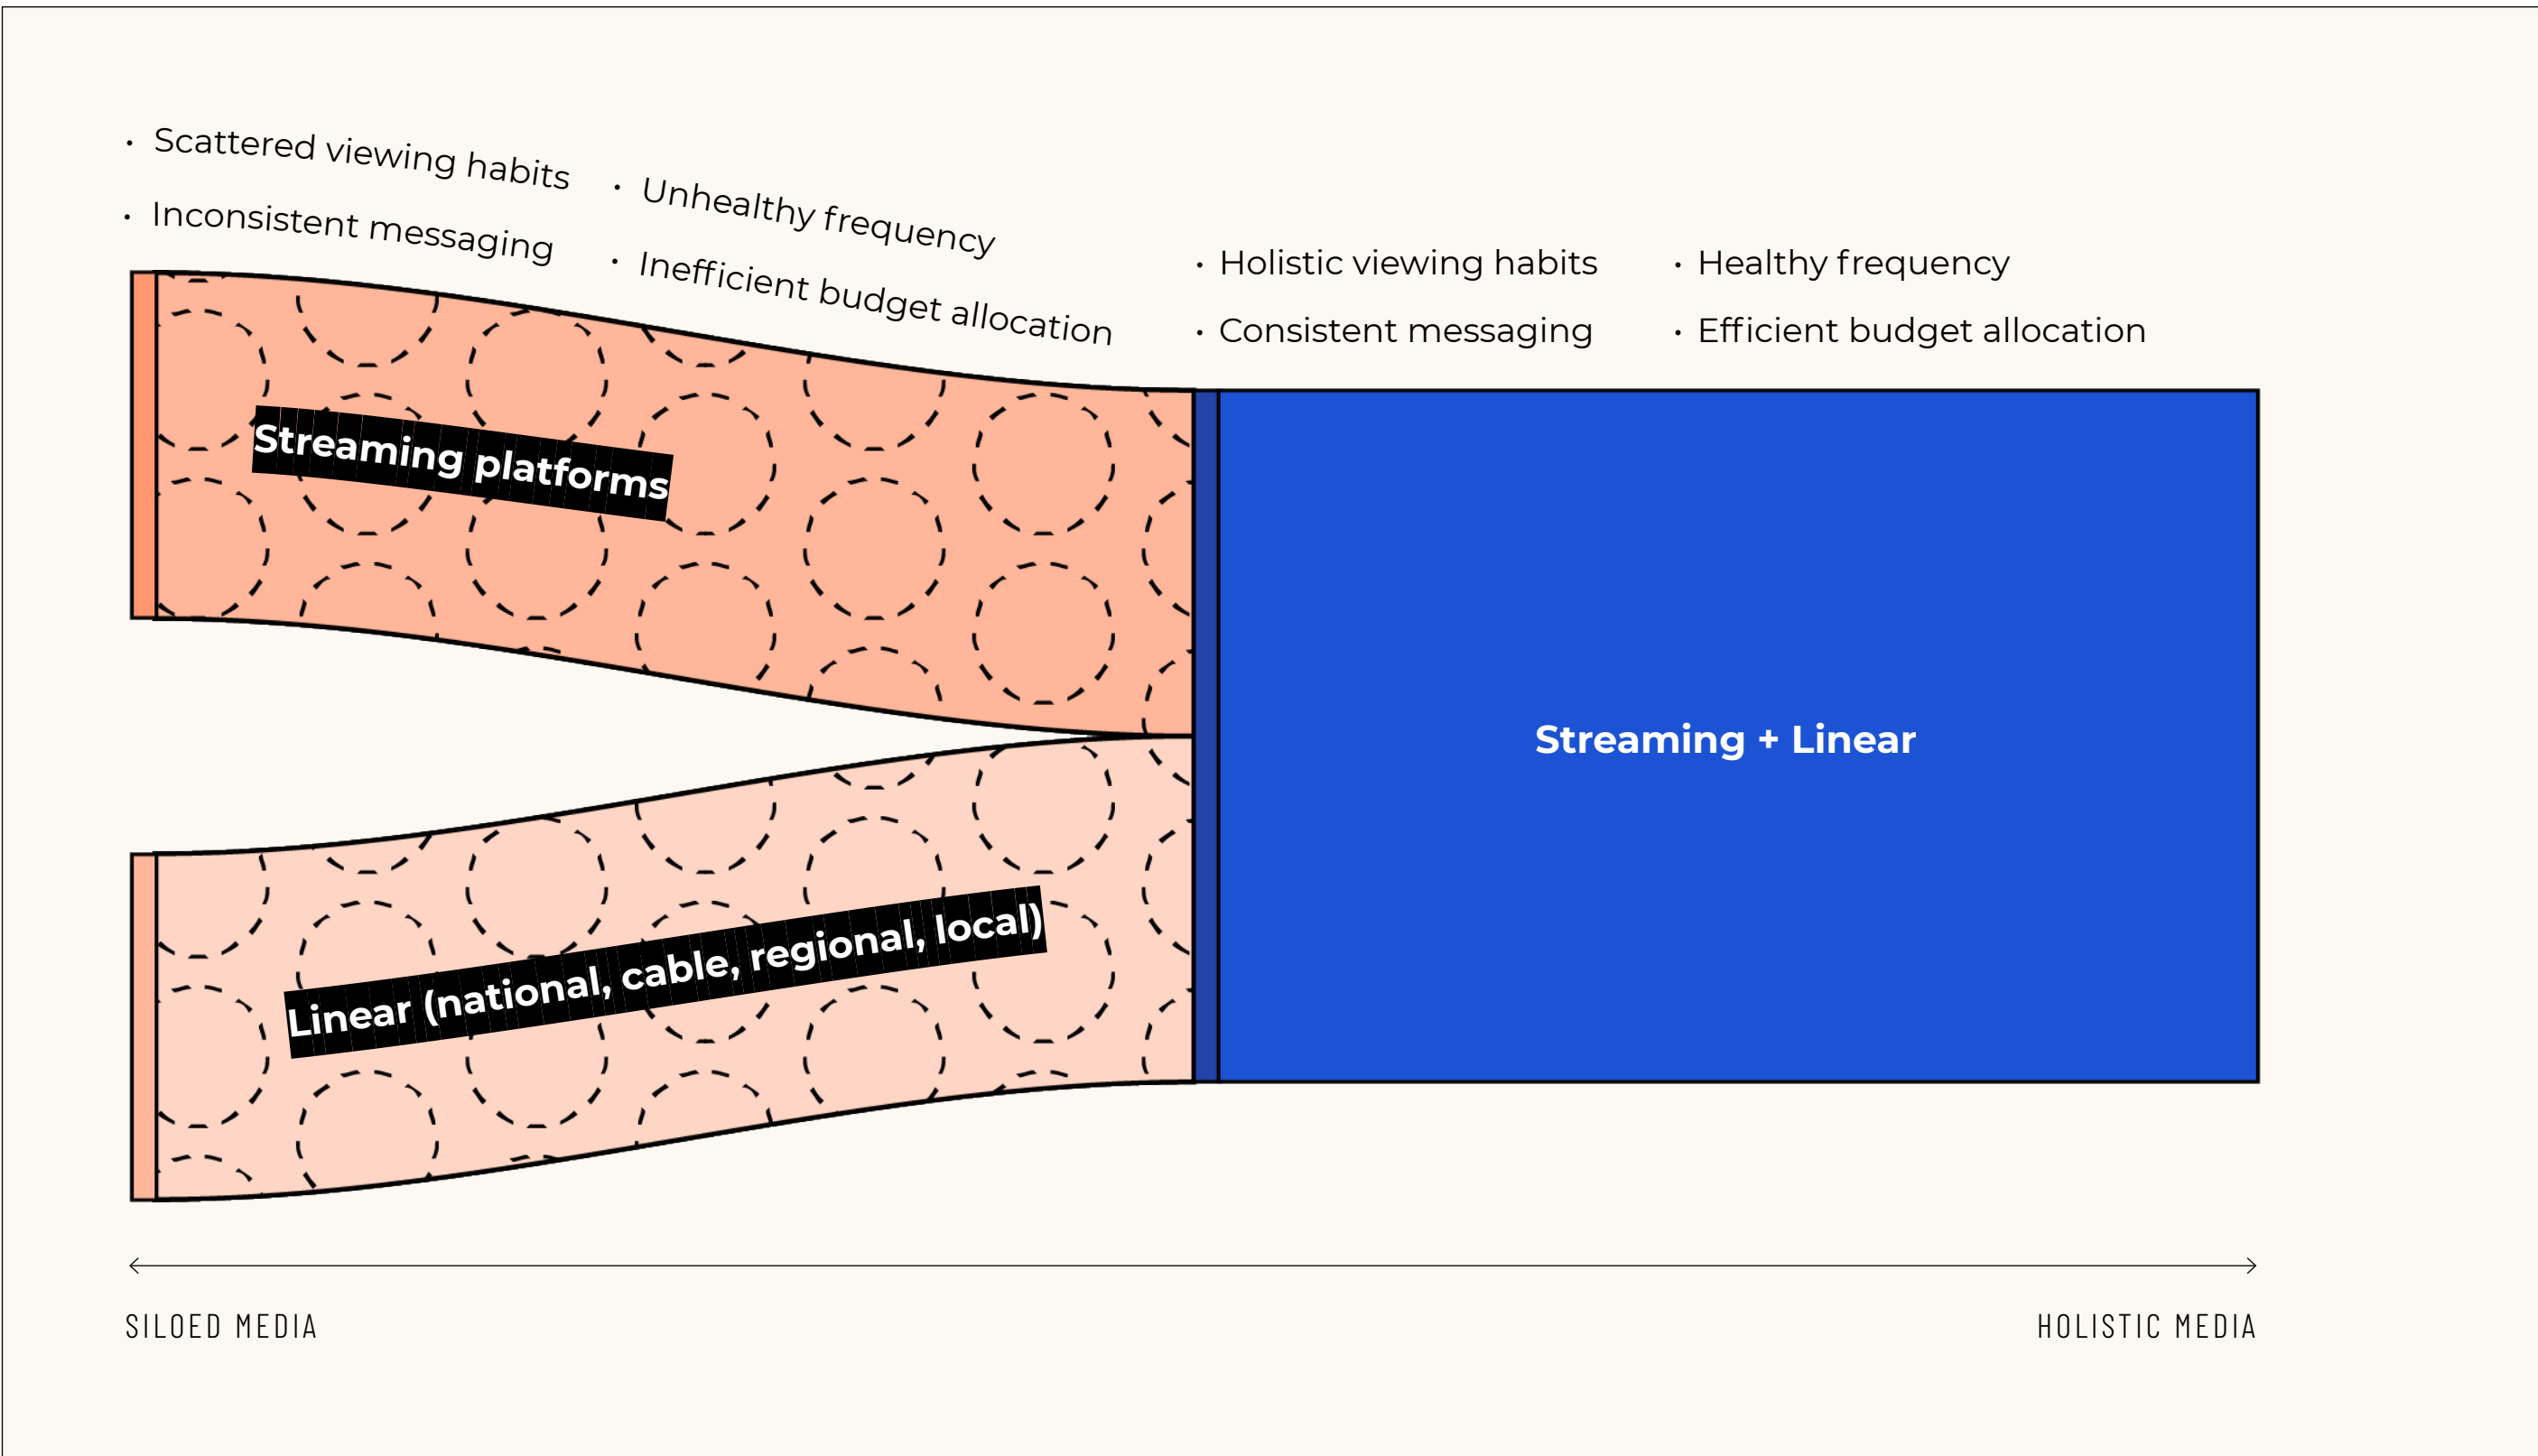 • Scattered viewing habits
• Inconsistent messaging
• Unhealthy frequency
• Inefficient budget allocation
• Holistic viewing habits
• Consistent messaging
• Healthy frequency
• Efficient budget allocation
Streaming platforms
Linear (national, cable, regional, local)
Streaming + Linear
SILOED MEDIA
HOLISTIC MEDIA